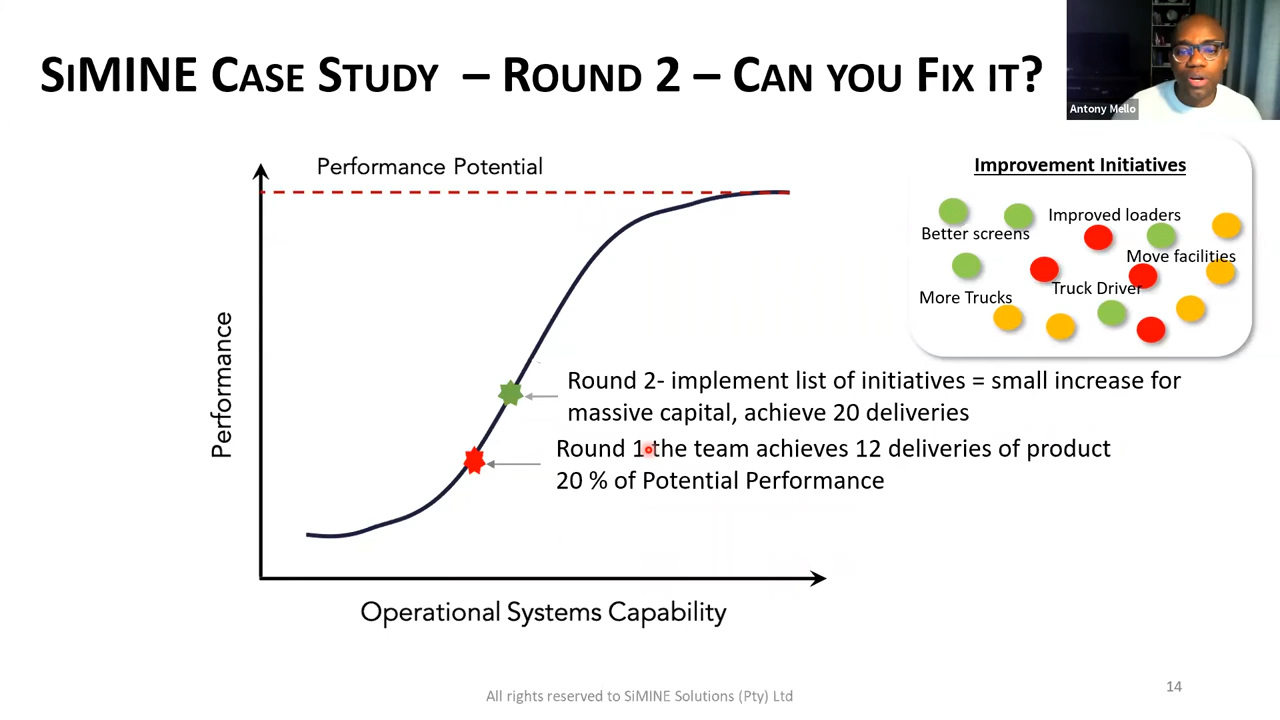 SIMINE CASE STUDY – ROUND 2 – CAN YOU FIX IT?
Antony Mello
Performance Potential
Improvement Initiatives
Improved loaders
Better screens
Move facilities
Truck Driver
More Trucks
Performance
Round 2- implement list of initiatives = small increase for
massive capital, achieve 20 deliveries
Round 1 the team achieves 12 deliveries of product
20 % of Potential Performance
Operational Systems Capability
All rights reserved to SiMINE Solutions (Pty) Ltd
14